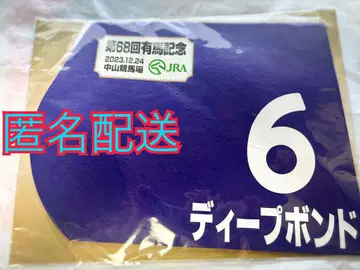 第68回有馬記念
2023.12.24
中山競馬場
JRA
匿名配送
6
ディープボンド